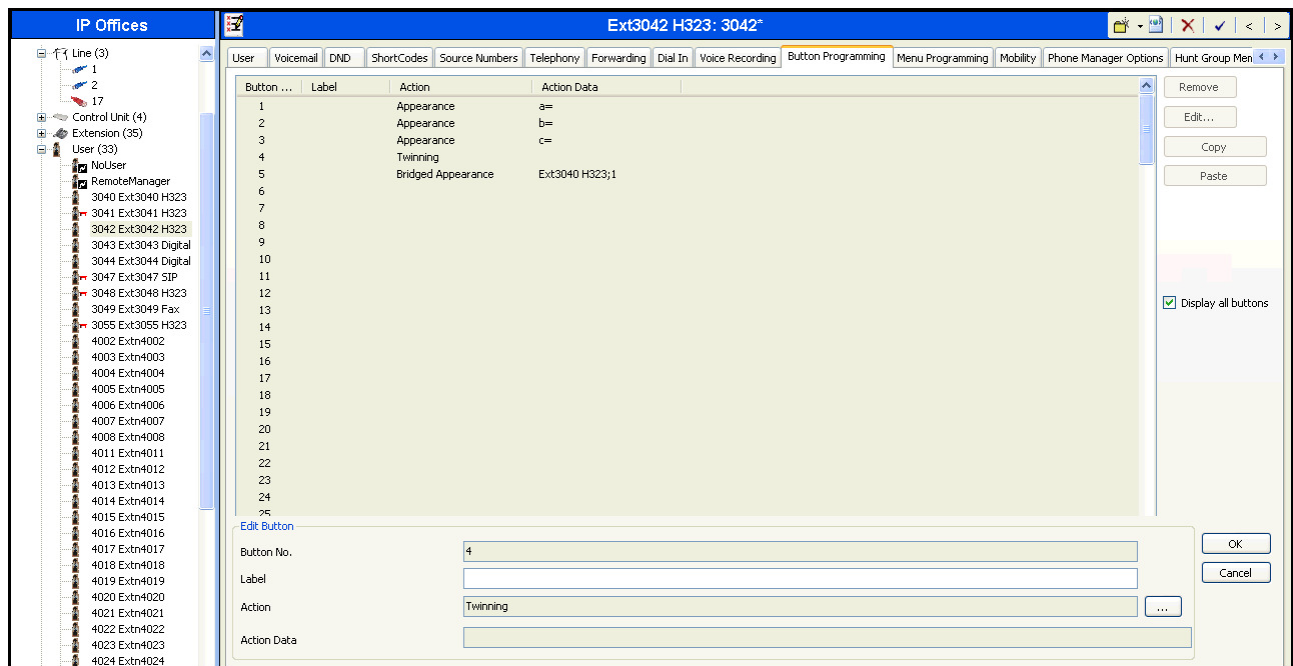 IP Offices
Line (3)
1
2
17
Control Unit (4)
Extension (35)
User (33)
NoUser
RemoteManager
3040 Ext3040 H323
3041 Ext3041 H323
3042 Ext3042 H323
3043 Ext3043 Digital
3044 Ext3044 Digital
3047 Ext3047 SIP
3048 Ext3048 H323
3049 Ext3049 Fax
3055 Ext3055 H323
4002 Extn4002
4003 Extn4003
4004 Extn4004
4005 Extn4005
4006 Extn4006
4007 Extn4007
4008 Extn4008
4011 Extn4011
4012 Extn4012
4013 Extn4013
4014 Extn4014
4015 Extn4015
4016 Extn4016
4017 Extn4017
4018 Extn4018
4019 Extn4019
4020 Extn4020
4021 Extn4021
4022 Extn4022
4023 Extn4023
4024 Extn4024
Ext3042 H323: 3042*
User Voicemail DND ShortCodes Source Numbers Telephony Forwarding Dial In Voice Recording Button Programming Menu Programming Mobility Phone Manager Options Hunt Group Mem
Button ... Label Action Action Data
1 Appearance a=
2 Appearance b=
3 Appearance c=
4 Twinning
5 Bridged Appearance Ext3040 H323;1
6
7
8
9
10
11
12
13
14
15
16
17
18
19
20
21
22
23
24
25
Remove
Edit...
Copy
Paste
Display all buttons
Edit Button
Button No. 4
Label
Action Twinning ...
Action Data
OK
Cancel